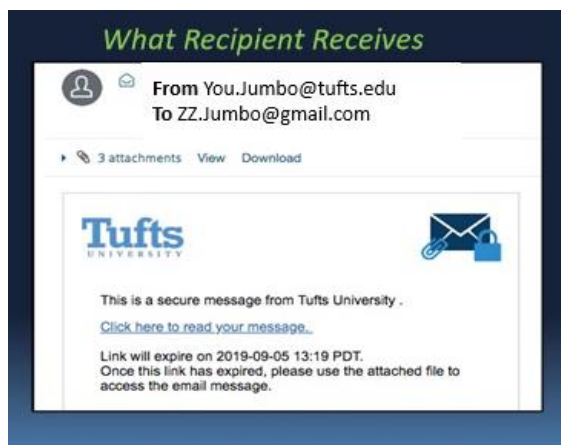 What Recipient Receives
From You.Jumbo@tufts.edu
To ZZ.Jumbo@gmail.com
3 attachments View Download
Tufts
UNIVERSITY
This is a secure message from Tufts University .
Click here to read your message.
Link will expire on 2019-09-05 13:19 PDT.
Once this link has expired, please use the attached file to
access the email message.